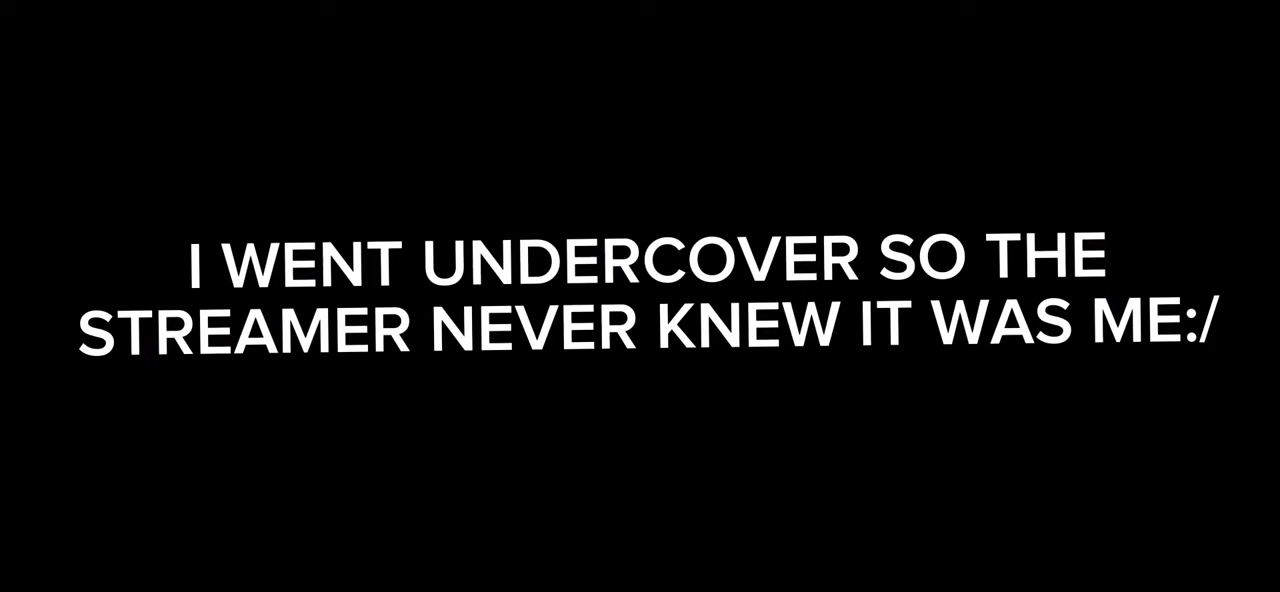 I WENT UNDERCOVER SO THE
STREAMER NEVER KNEW IT WAS ME:/